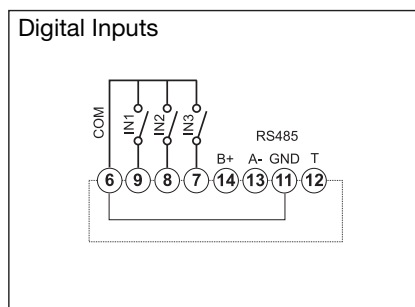 Digital Inputs
COM
IN1
IN2
IN3
RS485
B+ A- GND T
6 9 8 7 14 13 11 12